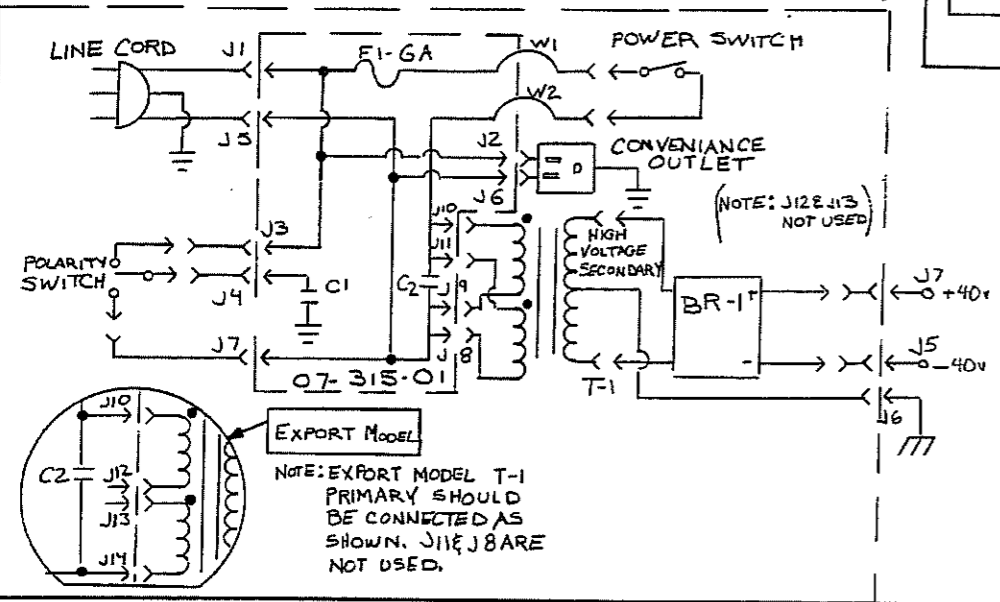 LINE CORD
J1
F1-6A
W1
POWER SWITCH
W2
J5
J2
CONVENIANCE
OUTLET
J6
(NOTE: J12 & J13
NOT USED)
J10
J11
J3
HIGH
VOLTAGE
SECONDARY
POLARITY
SWITCH
J4
C1
C2
J9
BR-1
+
J7
+40v
J7
J8
-
J5
-40v
07-315-01
T-1
J6
J10
EXPORT MODEL
C2
J12
J13
J14
NOTE: EXPORT MODEL T-1
PRIMARY SHOULD
BE CONNECTED AS
SHOWN. J11 & J8 ARE
NOT USED.